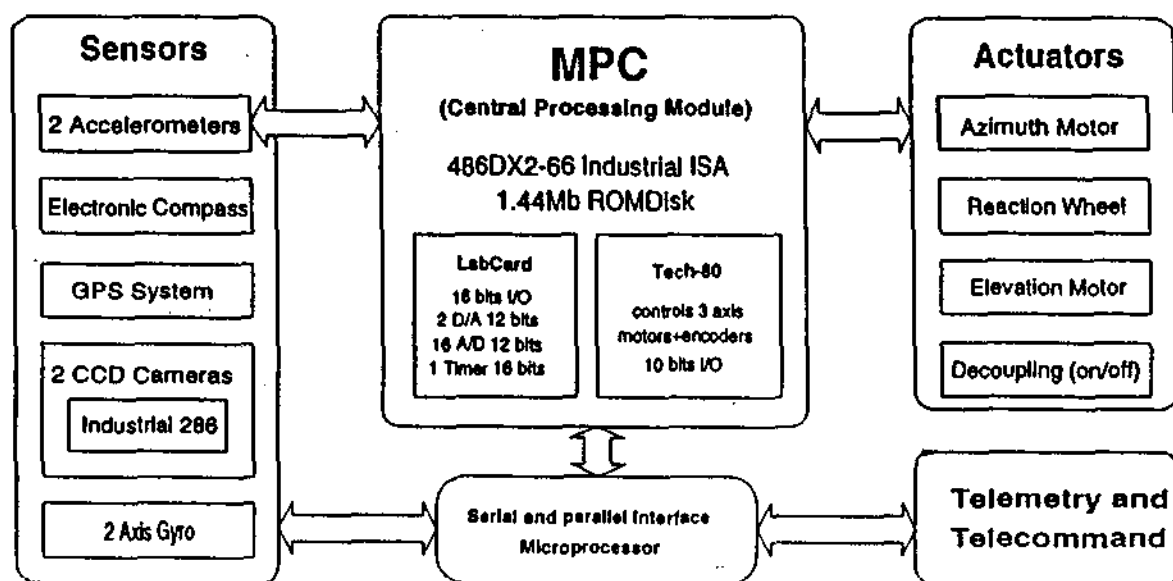 Sensors
2 Accelerometers
Electronic Compass
GPS System
2 CCD Cameras
Industrial 286
2 Axis Gyro
MPC
(Central Processing Module)
486DX2-66 Industrial ISA
1.44Mb ROMDisk
LabCard
16 bits I/O
2 D/A 12 bits
16 A/D 12 bits
1 Timer 16 bits
Tech-80
controls 3 axis
motors+encoders
10 bits I/O
Serial and parallel Interface
Microprocessor
Actuators
Azimuth Motor
Reaction Wheel
Elevation Motor
Decoupling (on/off)
Telemetry and
Telecommand